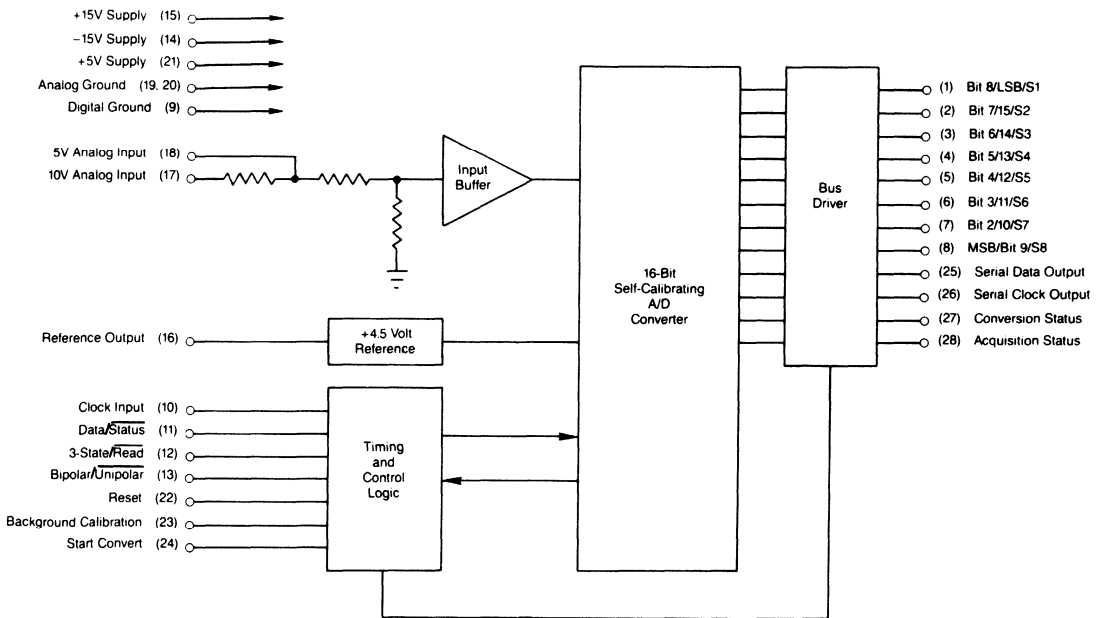 +15V Supply (15)
−15V Supply (14)
+5V Supply (21)
Analog Ground (19, 20)
Digital Ground (9)
5V Analog Input (18)
10V Analog Input (17)
Input
Buffer
16-Bit
Self-Calibrating
A/D
Converter
Bus
Driver
(1) Bit 8/LSB/S1
(2) Bit 7/15/S2
(3) Bit 6/14/S3
(4) Bit 5/13/S4
(5) Bit 4/12/S5
(6) Bit 3/11/S6
(7) Bit 2/10/S7
(8) MSB/Bit 9/S8
(25) Serial Data Output
(26) Serial Clock Output
(27) Conversion Status
(28) Acquisition Status
Reference Output (16)
+4.5 Volt
Reference
Clock Input (10)
Data/Status (11)
3-State/Read (12)
Bipolar/Unipolar (13)
Reset (22)
Background Calibration (23)
Start Convert (24)
Timing
and
Control
Logic